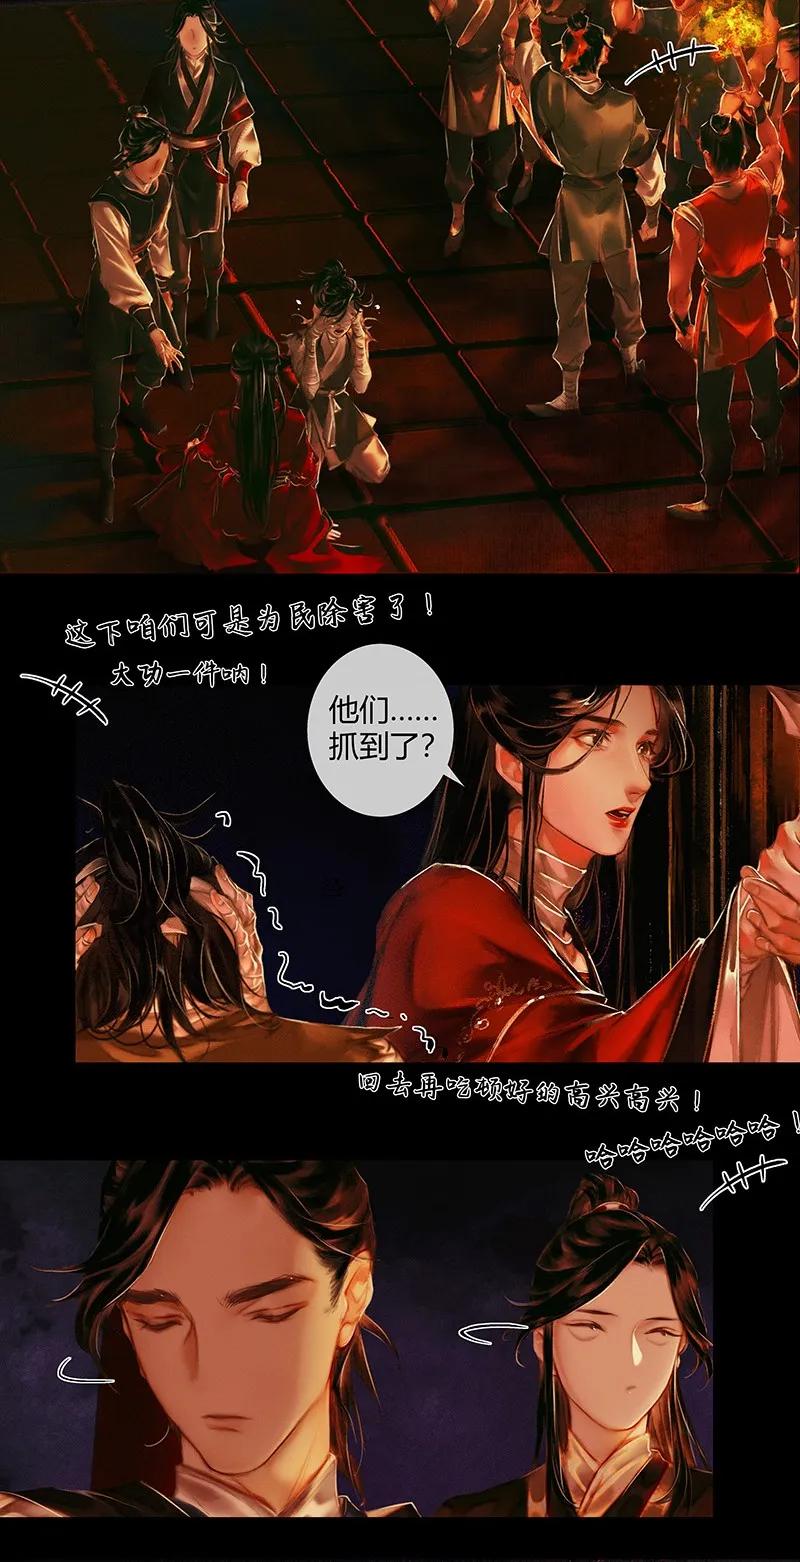 这下咱们可是为民除害了！
大功一件呐！
他们……
抓到了？
回去再吃顿好的高兴高兴！
哈哈哈哈哈哈哈！